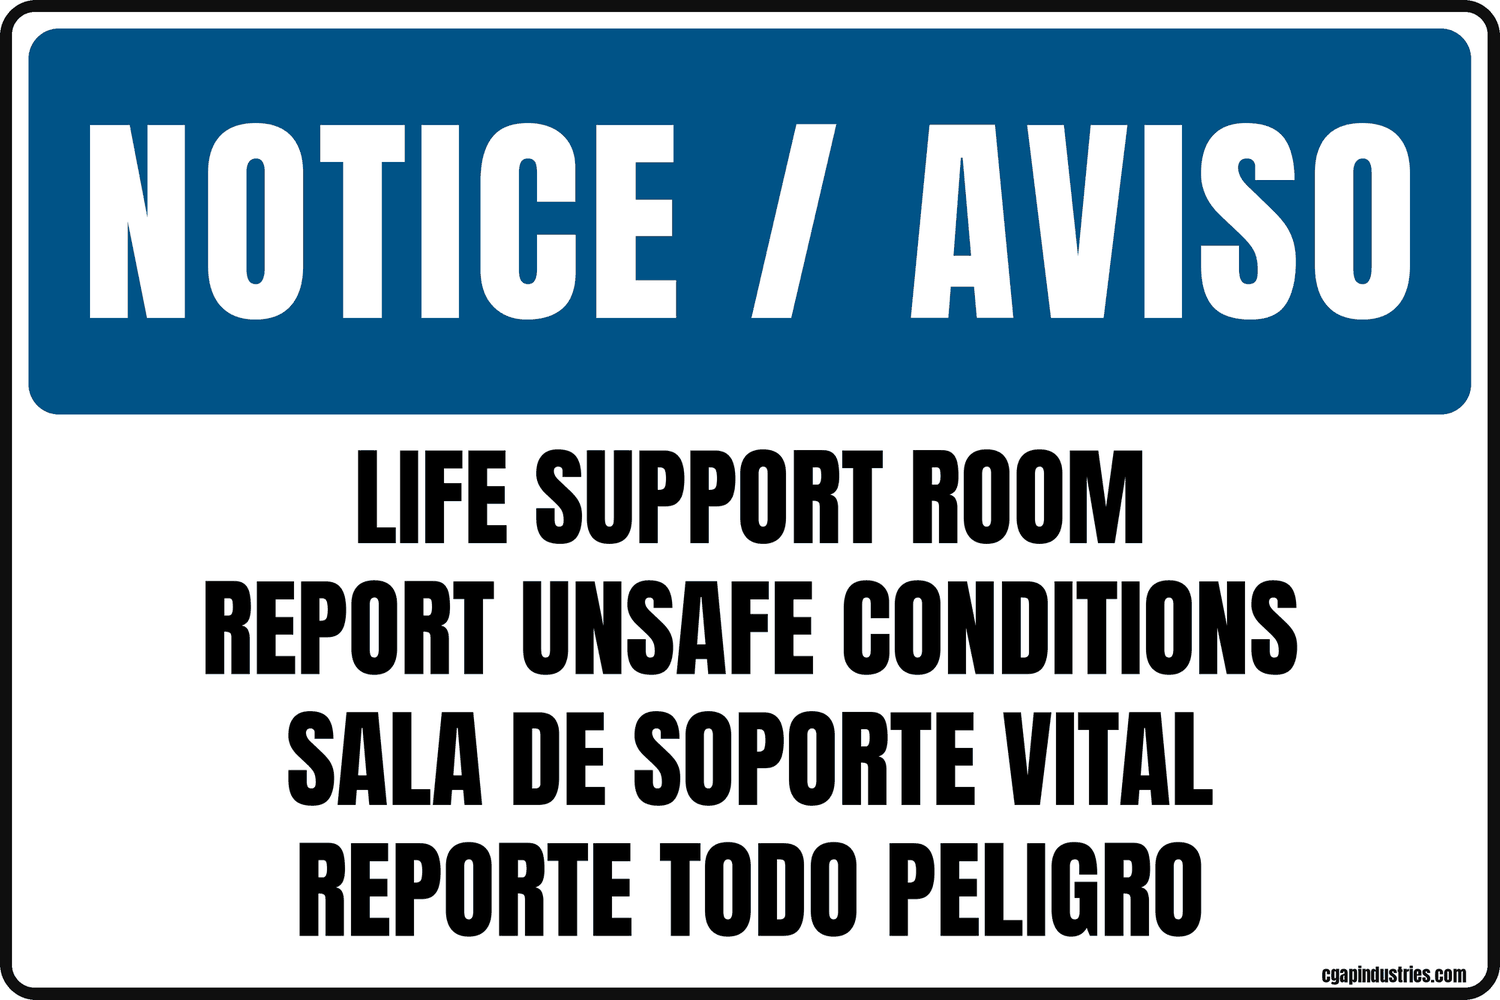 NOTICE / AVISO
LIFE SUPPORT ROOM
REPORT UNSAFE CONDITIONS
SALA DE SOPORTE VITAL
REPORTE TODO PELIGRO
cgapindustries.com